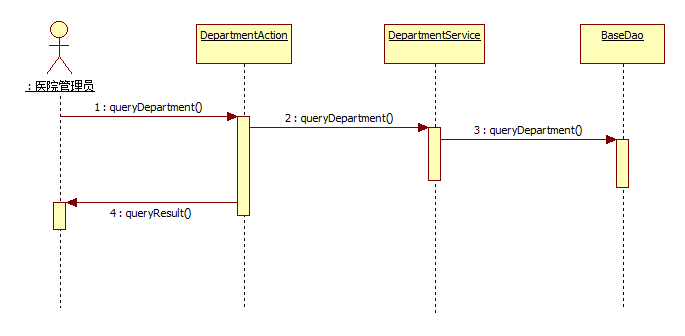 DepartmentAction
DepartmentService
BaseDao
: 医院管理员
1 : queryDepartment()
2 : queryDepartment()
3 : queryDepartment()
4 : queryResult()